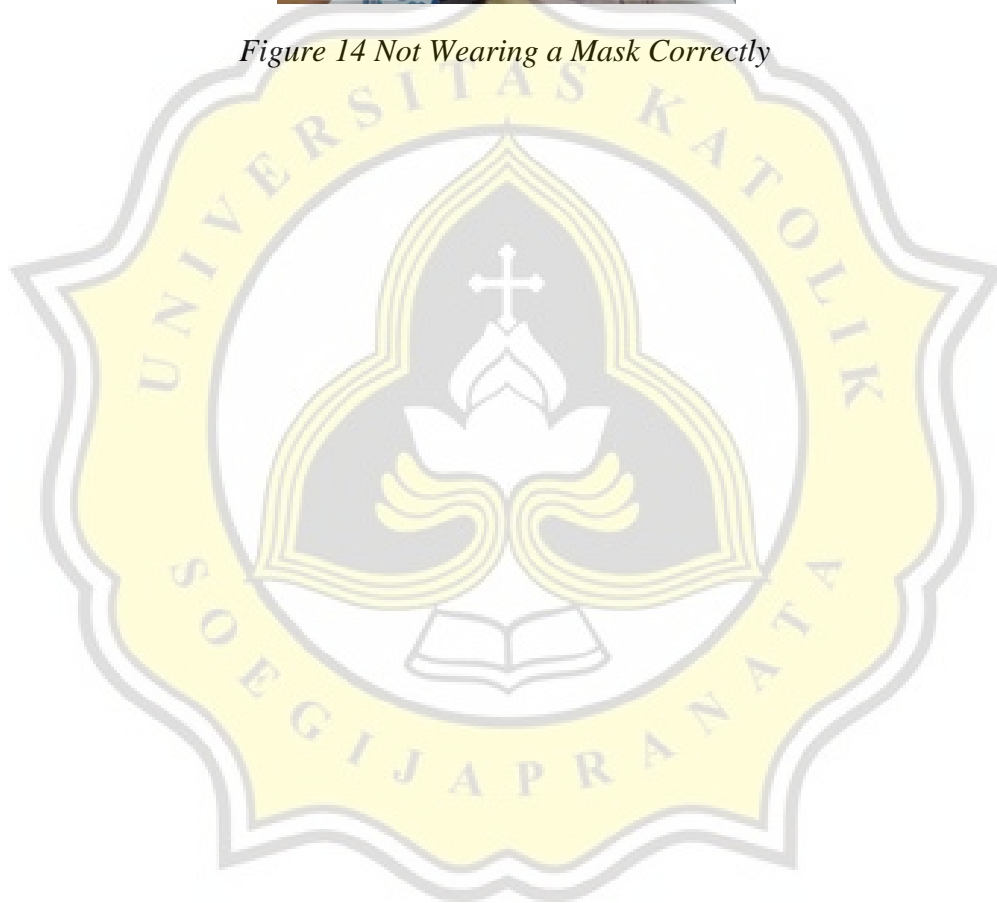 Figure 14 Not Wearing a Mask Correctly
UNIVERSITAS KATOLIK
SOEGIJAPRANATA